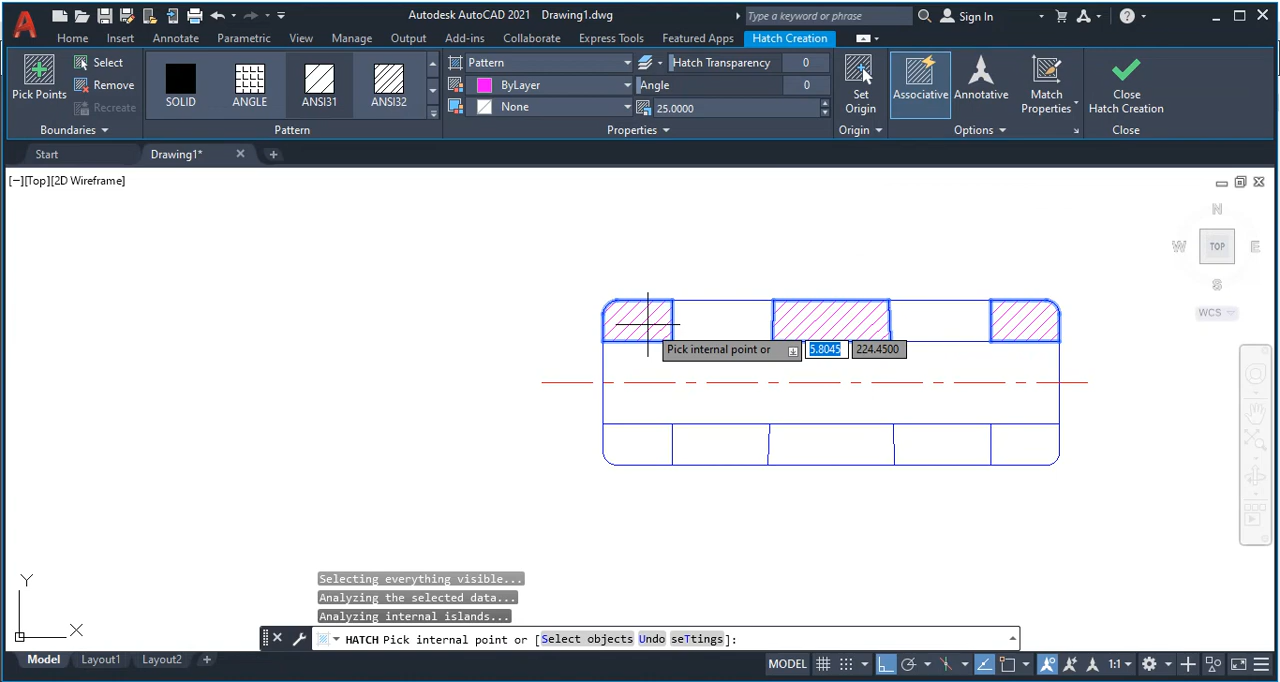 Autodesk AutoCAD 2021 Drawing1.dwg Type a keyword or phrase Sign In
Home Insert Annotate Parametric View Manage Output Add-ins Collaborate Express Tools Featured Apps Hatch Creation
Pick Points
Select
Remove
Recreate
Boundaries
SOLID
ANGLE
ANSI31
ANSI32
Pattern
Pattern
ByLayer
None
Hatch Transparency 0
Angle 0
25.0000
Properties
Set
Origin
Origin
Associative
Annotative
Match
Properties
Options
Close
Hatch Creation
Close
Start Drawing1*
[−][Top][2D Wireframe]
N
W TOP E
S
WCS
Pick internal point or 5.8045 224.4500
Y
X
Selecting everything visible...
Analyzing the selected data...
Analyzing internal islands...
HATCH Pick internal point or [Select objects Undo seTtings]:
Model Layout1 Layout2 + MODEL 1:1